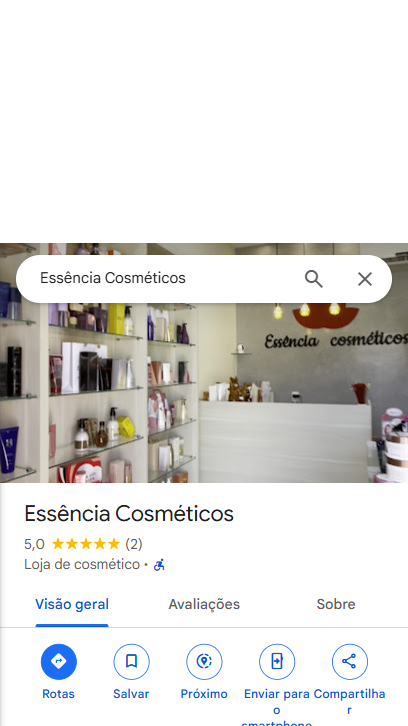 Essência Cosméticos
Essência cosméticos
Essência Cosméticos
5,0 (2)
Loja de cosmético ·
Visão geral Avaliações Sobre
Rotas Salvar Próximo Enviar para o smartphone Compartilhar